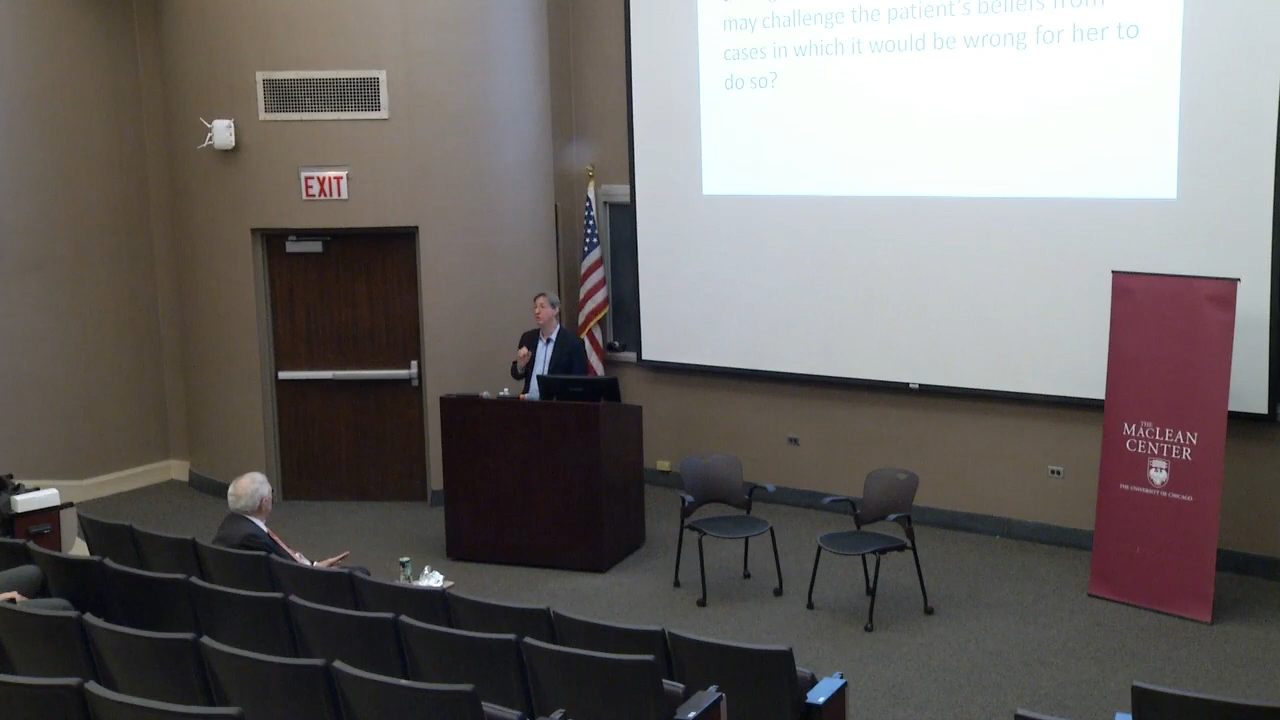 may challenge the patient's beliefs from
cases in which it would be wrong for her to
do so?
EXIT
THE
MACLEAN
CENTER
THE UNIVERSITY OF CHICAGO